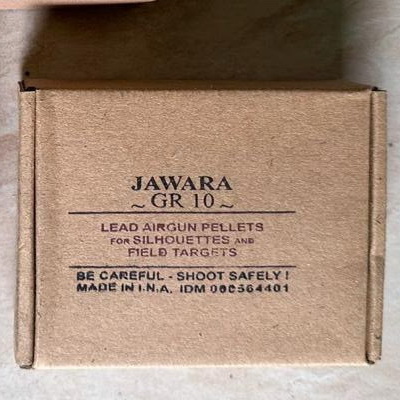 JAWARA
~ GR 10 ~
LEAD AIRGUN PELLETS
FOR SILHOUETTES AND
FIELD TARGETS
BE CAREFUL - SHOOT SAFELY !
MADE IN I.N.A. IDM 000564401